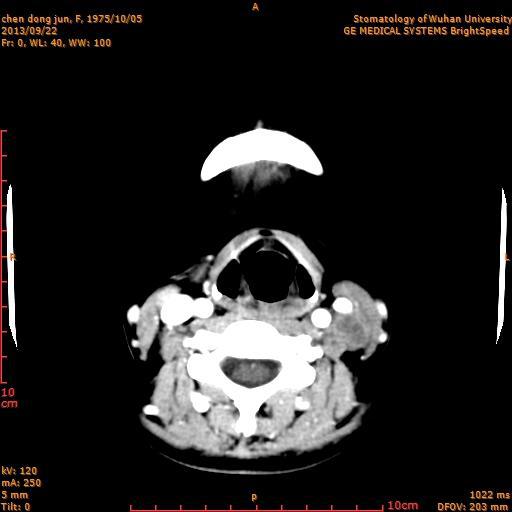 A
chen dong jun, F, 1975/10/05
2013/09/22
Fr: 0, WL: 40, WW: 100
Stomatology of Wuhan University
GE MEDICAL SYSTEMS BrightSpeed
R
L
10
cm
kV: 120
mA: 250
5 mm
Tilt: 0
P
10cm
1022 ms
DFOV: 203 mm